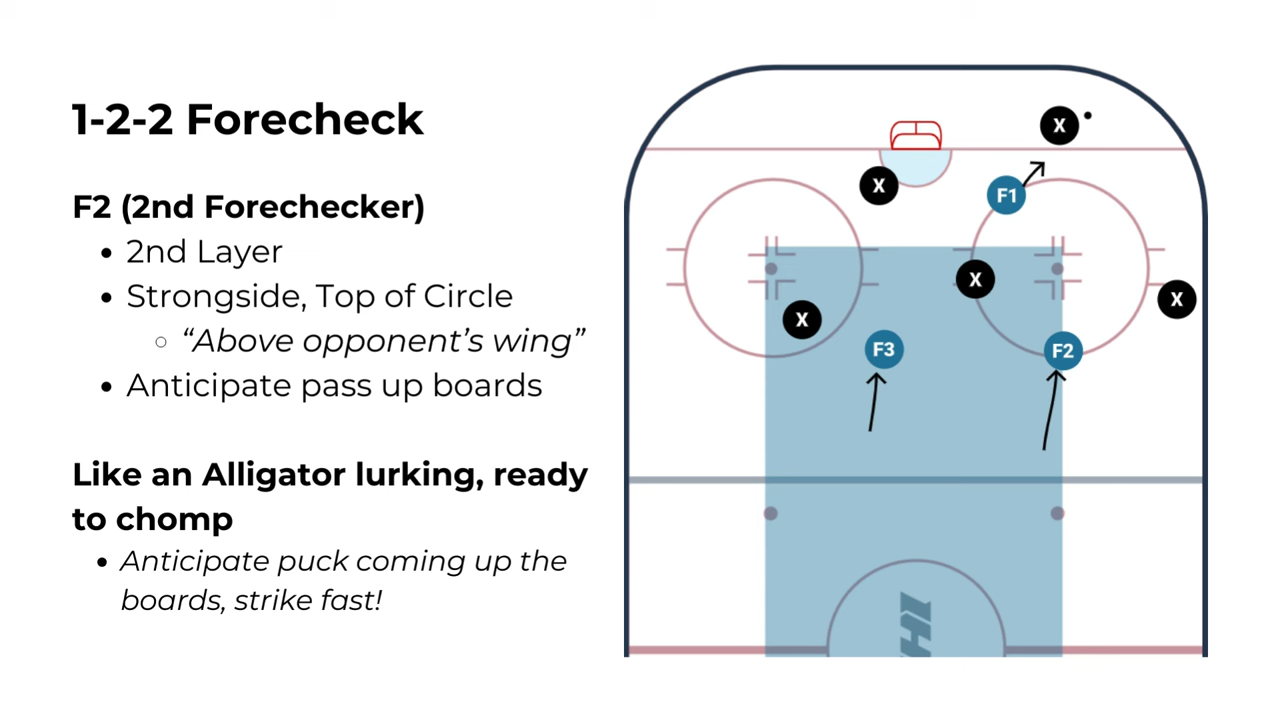 1-2-2 Forecheck
F2 (2nd Forechecker)
2nd Layer
Strongside, Top of Circle
“Above opponent’s wing”
Anticipate pass up boards
Like an Alligator lurking, ready
to chomp
Anticipate puck coming up the
boards, strike fast!
X
X
F1
X
X
X
F3
F2